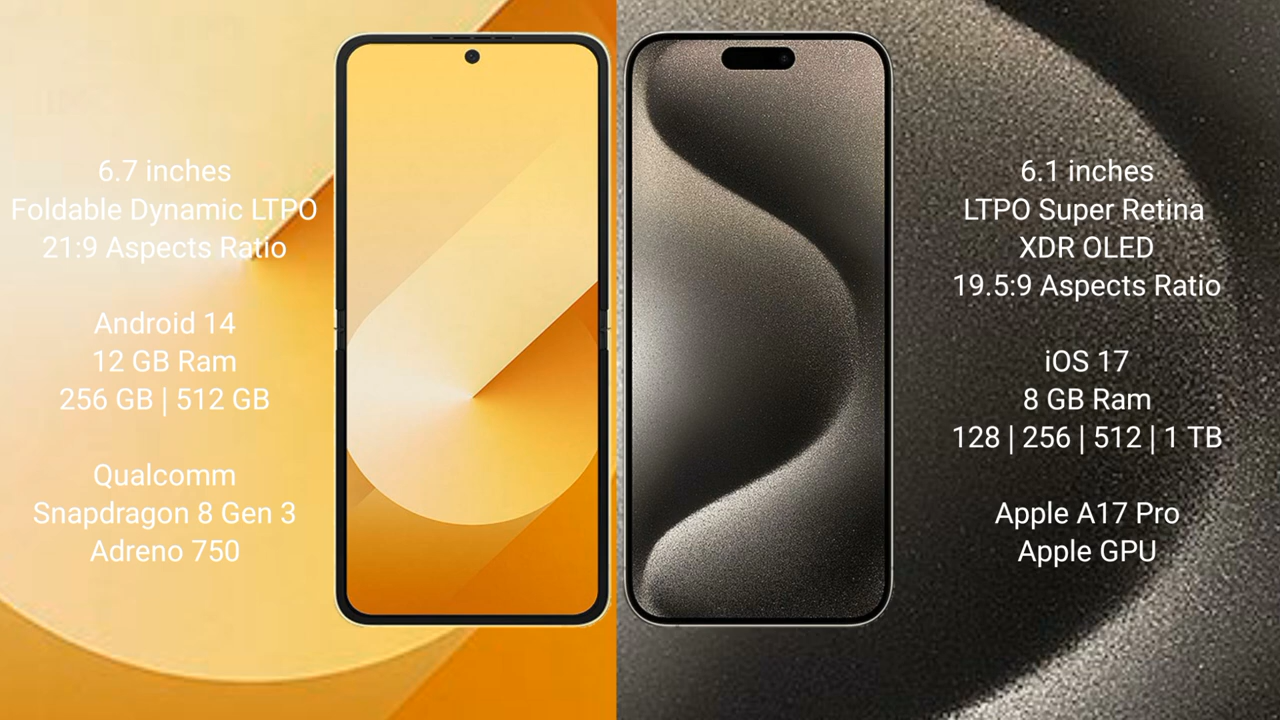 6.7 inches
Foldable Dynamic LTPO
21:9 Aspects Ratio
Android 14
12 GB Ram
256 GB | 512 GB
Qualcomm
Snapdragon 8 Gen 3
Adreno 750
6.1 inches
LTPO Super Retina
XDR OLED
19.5:9 Aspects Ratio
iOS 17
8 GB Ram
128 | 256 | 512 | 1 TB
Apple A17 Pro
Apple GPU